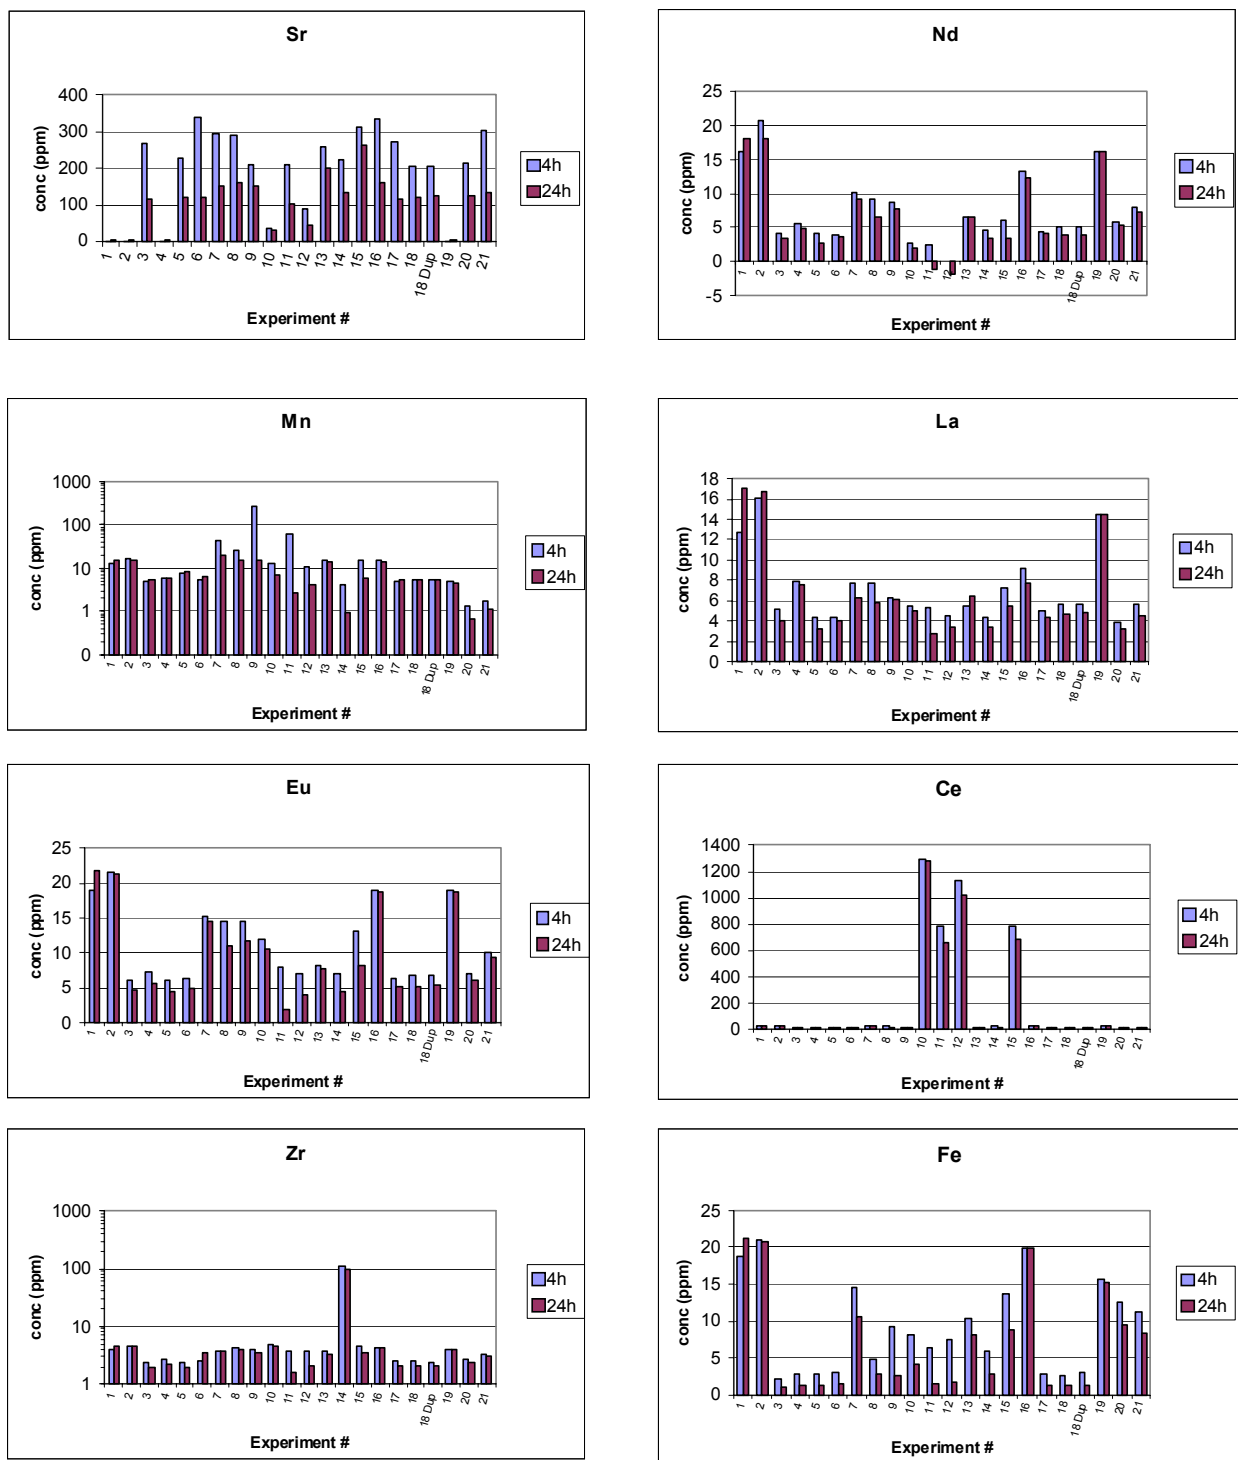 Sr
400
300
200
100
0
conc (ppm)
1 2 3 4 5 6 7 8 9 10 11 12 13 14 15 16 17 18 18 Dup 19 20 21
Experiment #
4h
24h
Nd
25
20
15
10
5
0
-5
conc (ppm)
1 2 3 4 5 6 7 8 9 10 11 12 13 14 15 16 17 18 18 Dup 19 20 21
Experiment #
4h
24h
Mn
1000
100
10
1
0
conc (ppm)
1 2 3 4 5 6 7 8 9 10 11 12 13 14 15 16 17 18 18 Dup 19 20 21
Experiment #
4h
24h
La
18
16
14
12
10
8
6
4
2
0
conc (ppm)
1 2 3 4 5 6 7 8 9 10 11 12 13 14 15 16 17 18 18 Dup 19 20 21
Experiment #
4h
24h
Eu
25
20
15
10
5
0
conc (ppm)
1 2 3 4 5 6 7 8 9 10 11 12 13 14 15 16 17 18 18 Dup 19 20 21
Experiment #
4h
24h
Ce
1400
1200
1000
800
600
400
200
0
conc (ppm)
1 2 3 4 5 6 7 8 9 10 11 12 13 14 15 16 17 18 18 Dup 19 20 21
Experiment #
4h
24h
Zr
1000
100
10
1
conc (ppm)
1 2 3 4 5 6 7 8 9 10 11 12 13 14 15 16 17 18 18 Dup 19 20 21
Experiment #
4h
24h
Fe
25
20
15
10
5
0
conc (ppm)
1 2 3 4 5 6 7 8 9 10 11 12 13 14 15 16 17 18 18 Dup 19 20 21
Experiment #
4h
24h